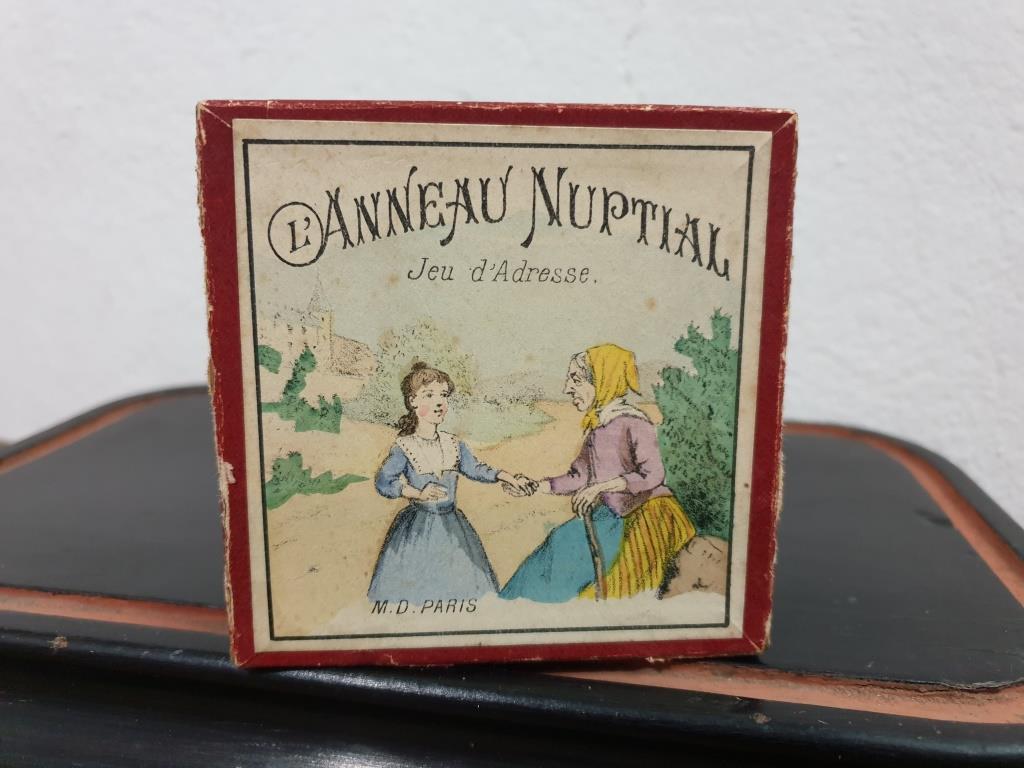 L'ANNEAU NUPTIAL
Jeu d'Adresse.
M.D. PARIS